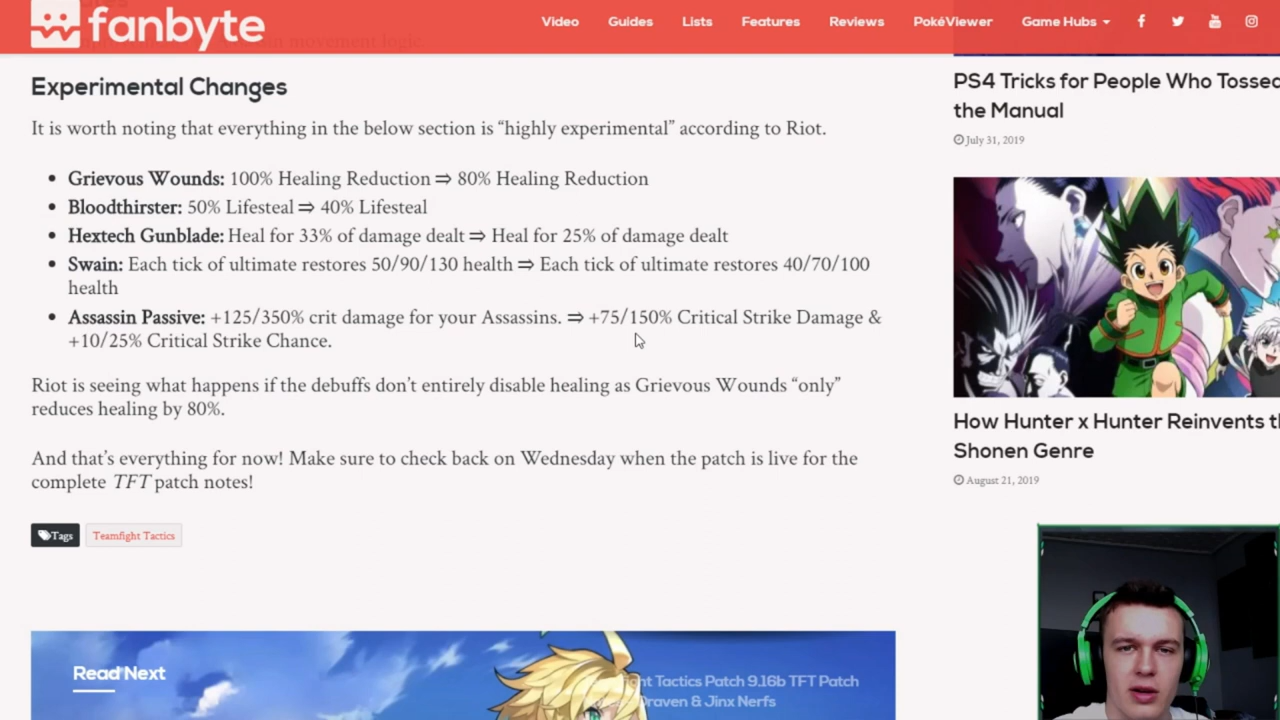 fanbyte
Video Guides Lists Features Reviews PokéViewer Game Hubs
movement logic
Experimental Changes
It is worth noting that everything in the below section is “highly experimental” according to Riot.
• Grievous Wounds: 100% Healing Reduction ⇒ 80% Healing Reduction
• Bloodthirster: 50% Lifesteal ⇒ 40% Lifesteal
• Hextech Gunblade: Heal for 33% of damage dealt ⇒ Heal for 25% of damage dealt
• Swain: Each tick of ultimate restores 50/90/130 health ⇒ Each tick of ultimate restores 40/70/100
health
• Assassin Passive: +125/350% crit damage for your Assassins. ⇒ +75/150% Critical Strike Damage &
+10/25% Critical Strike Chance.
Riot is seeing what happens if the debuffs don’t entirely disable healing as Grievous Wounds “only”
reduces healing by 80%.
And that’s everything for now! Make sure to check back on Wednesday when the patch is live for the
complete TFT patch notes!
Tags Teamfight Tactics
Read Next
ght Tactics Patch 9.16b TFT Patch
Draven & Jinx Nerfs
PS4 Tricks for People Who Tossed
the Manual
July 31, 2019
How Hunter x Hunter Reinvents t
Shonen Genre
August 21, 2019